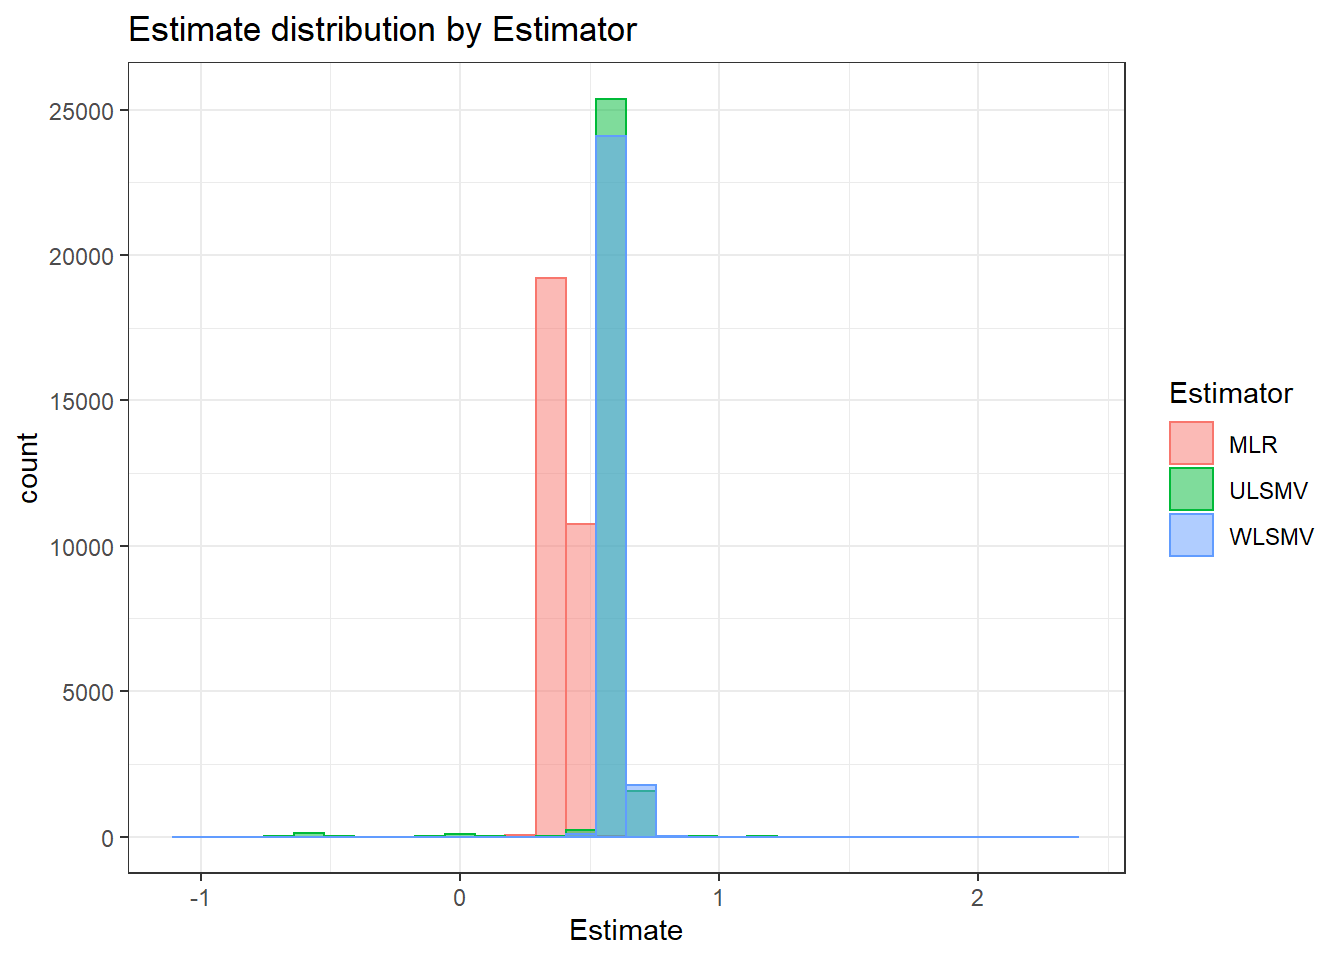 Estimate distribution by Estimator
25000
20000
15000
10000
5000
0
count
-1
0
1
2
Estimate
Estimator
MLR
ULSMV
WLSMV